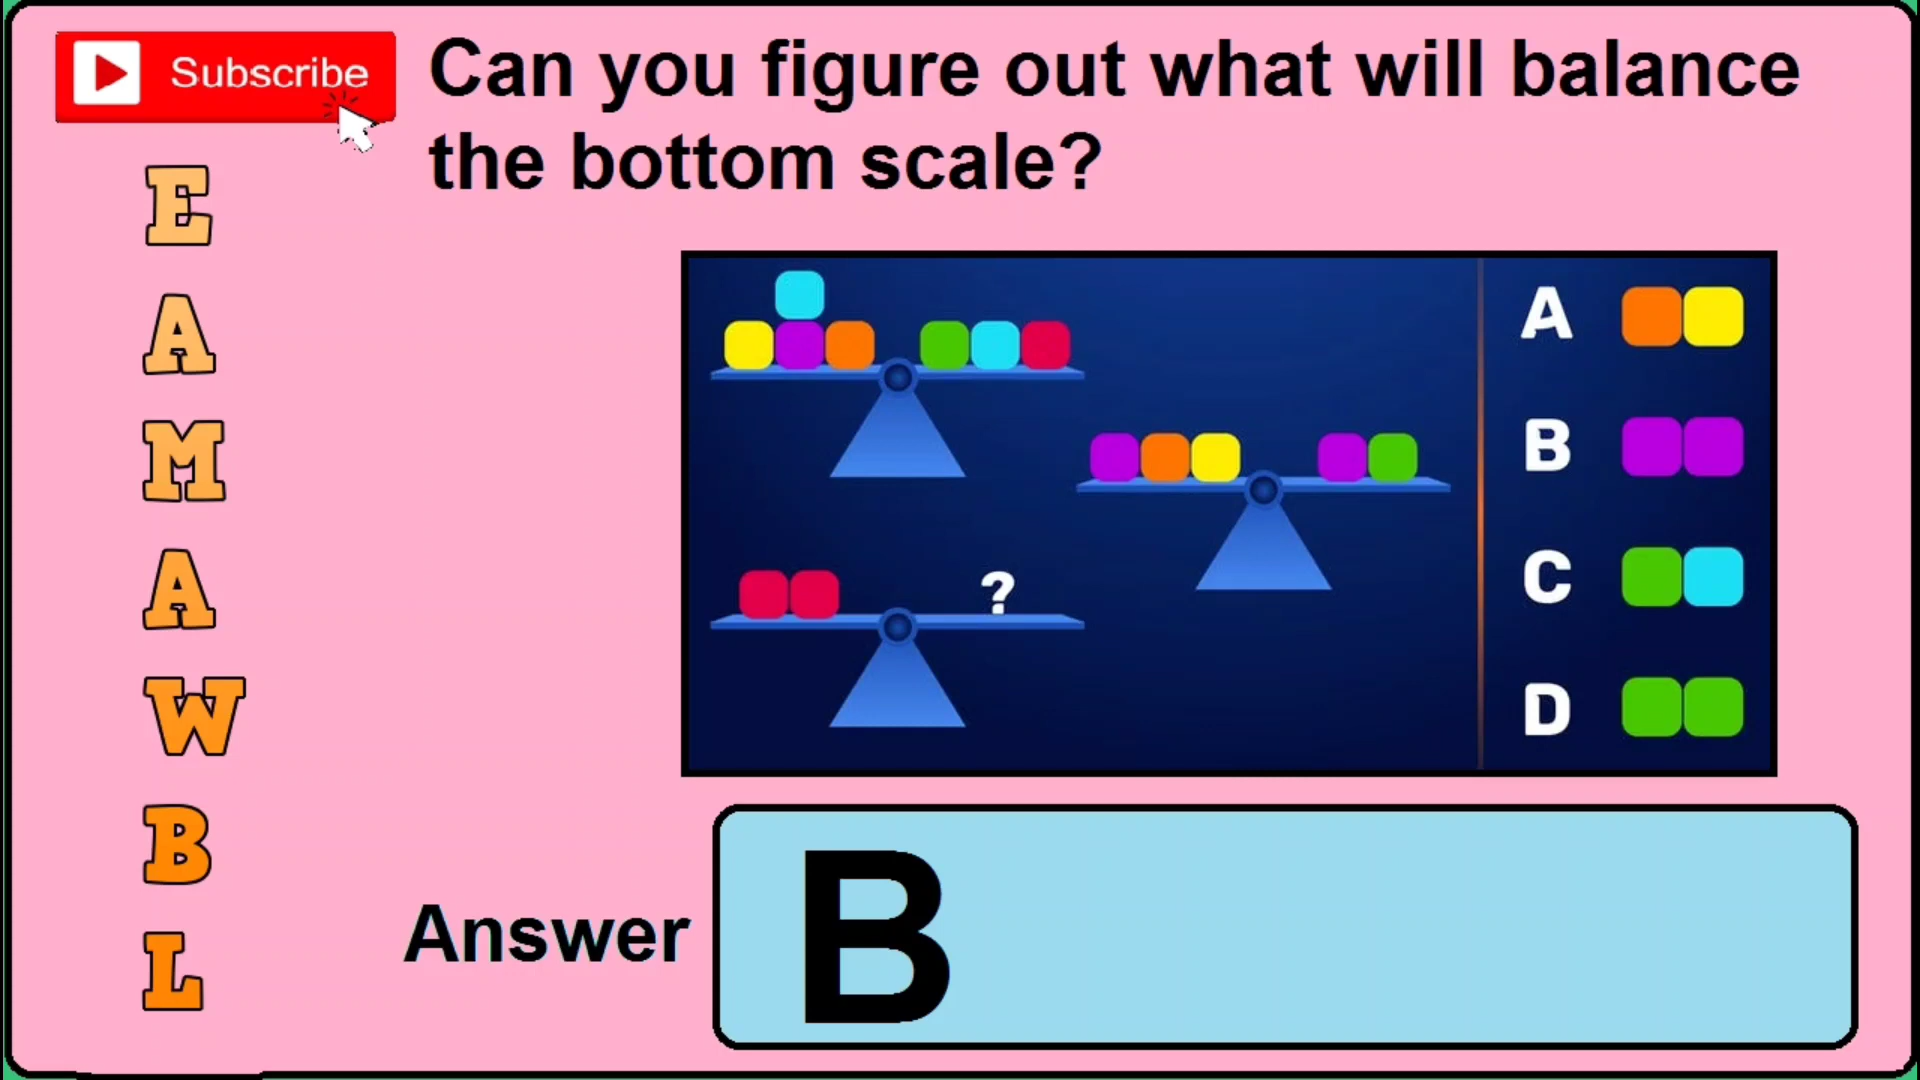 Subscribe
Can you figure out what will balance
the bottom scale?
E
A
M
A
W
B
L
?
A
B
C
D
Answer
B